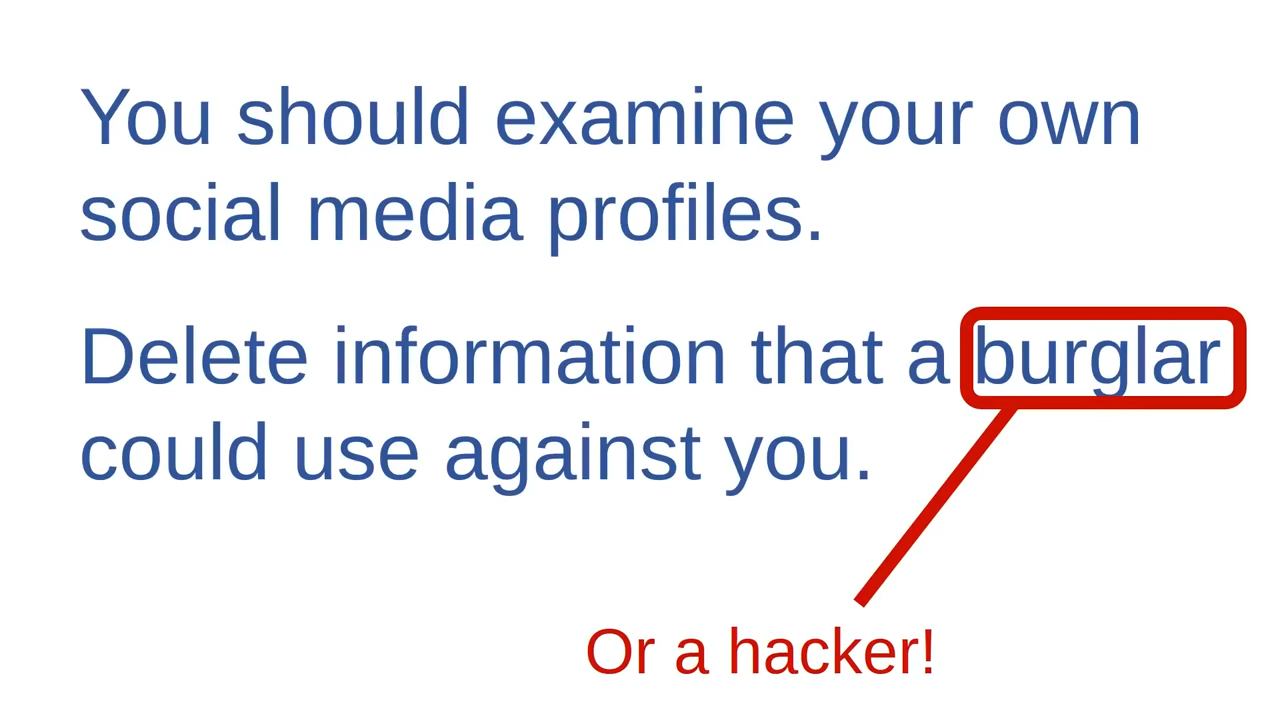 You should examine your own
social media profiles.
Delete information that a burglar
could use against you.
Or a hacker!